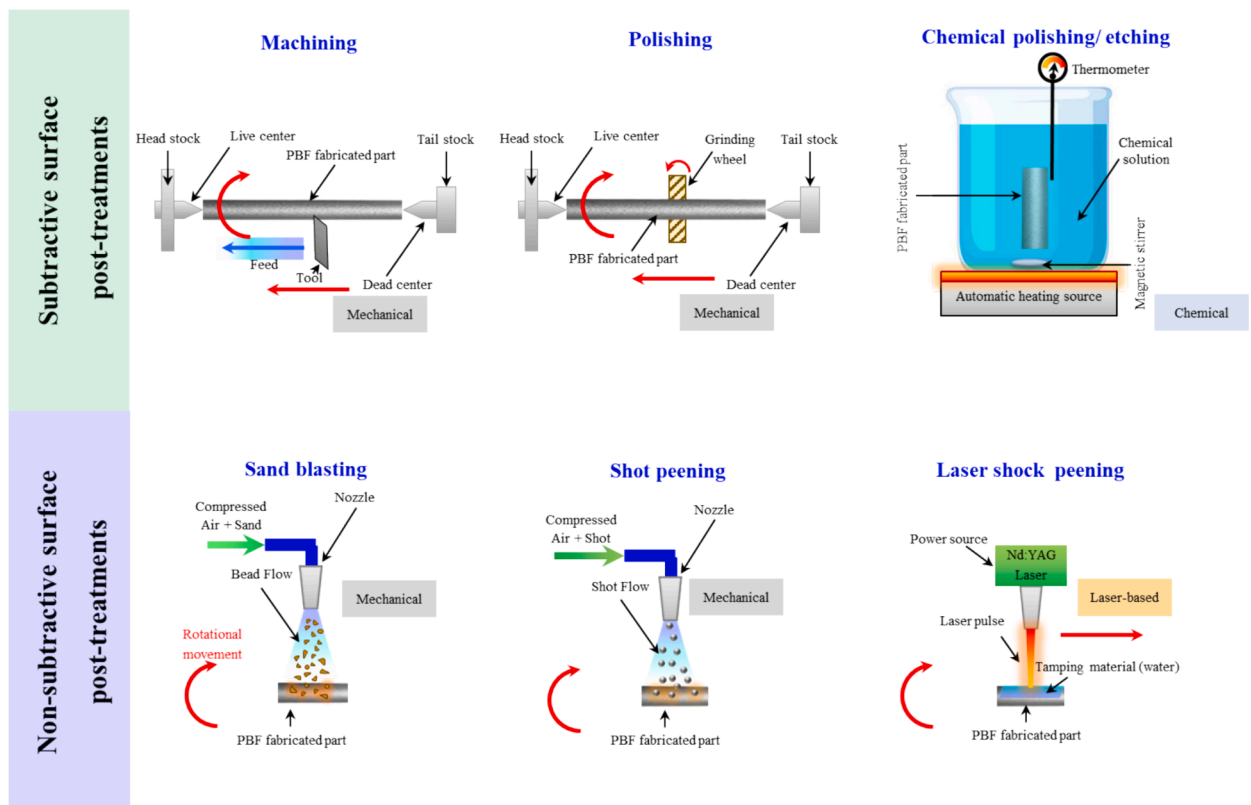 Subtractive surface
post-treatments
Machining
Head stock
Live center
PBF fabricated part
Tail stock
Feed
Tool
Dead center
Mechanical
Polishing
Head stock
Live center
Grinding
wheel
Tail stock
PBF fabricated part
Dead center
Mechanical
Chemical polishing/ etching
Thermometer
PBF fabricated part
Chemical
solution
Magnetic stirrer
Automatic heating source
Chemical
Non-subtractive surface
post-treatments
Sand blasting
Compressed
Air + Sand
Nozzle
Bead Flow
Mechanical
Rotational
movement
PBF fabricated part
Shot peening
Compressed
Air + Shot
Nozzle
Shot Flow
Mechanical
PBF fabricated part
Laser shock peening
Power source
Nd:YAG
Laser
Laser-based
Laser pulse
Tamping material (water)
PBF fabricated part